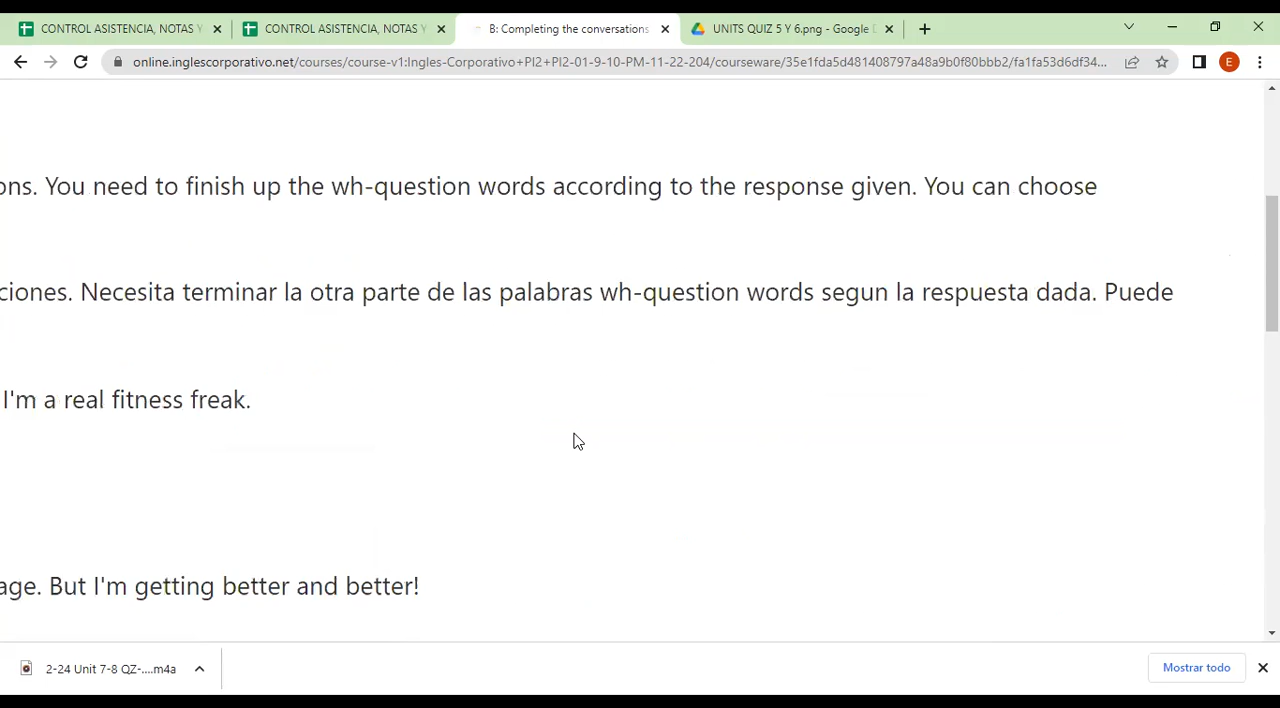 CONTROL ASISTENCIA, NOTAS Y
CONTROL ASISTENCIA, NOTAS Y
B: Completing the conversations
UNITS QUIZ 5 Y 6.png - Google
online.inglescorporativo.net/courses/course-v1:Ingles-Corporativo+PI2+PI2-01-9-10-PM-11-22-204/courseware/35e1fda5d481408797a48a9b0f80bbb2/fa1fa53d6df34...
E
ons. You need to finish up the wh-question words according to the response given. You can choose
ciones. Necesita terminar la otra parte de las palabras wh-question words segun la respuesta dada. Puede
I'm a real fitness freak.
age. But I'm getting better and better!
2-24 Unit 7-8 QZ-....m4a
Mostrar todo